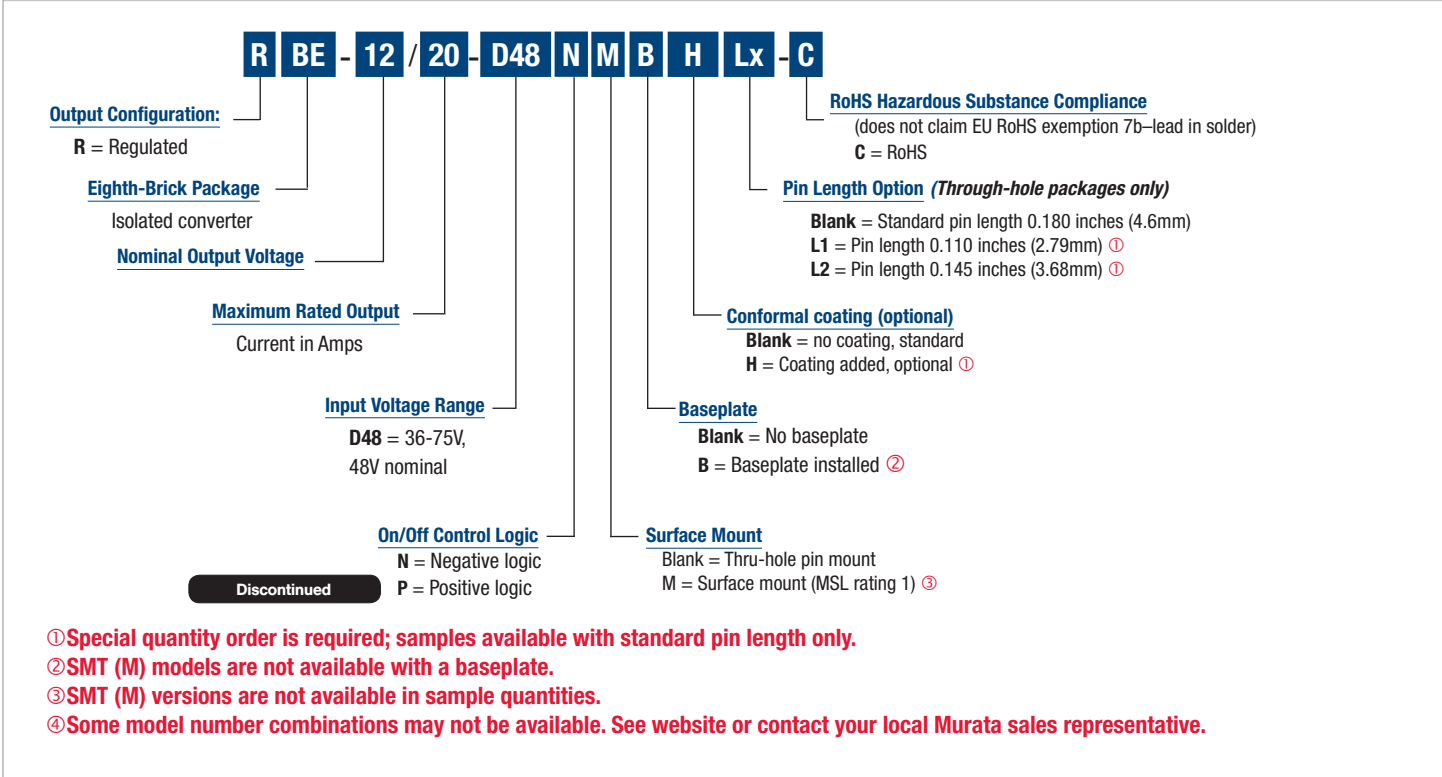 R BE - 12 / 20 - D48 N M B H Lx - C
Output Configuration:
R = Regulated
Eighth-Brick Package
Isolated converter
Nominal Output Voltage
Maximum Rated Output
Current in Amps
Input Voltage Range
D48 = 36-75V,
48V nominal
On/Off Control Logic
N = Negative logic
Discontinued
P = Positive logic
RoHS Hazardous Substance Compliance
(does not claim EU RoHS exemption 7b–lead in solder)
C = RoHS
Pin Length Option (Through-hole packages only)
Blank = Standard pin length 0.180 inches (4.6mm)
L1 = Pin length 0.110 inches (2.79mm) ①
L2 = Pin length 0.145 inches (3.68mm) ①
Conformal coating (optional)
Blank = no coating, standard
H = Coating added, optional ①
Baseplate
Blank = No baseplate
B = Baseplate installed ②
Surface Mount
Blank = Thru-hole pin mount
M = Surface mount (MSL rating 1) ③
①Special quantity order is required; samples available with standard pin length only.
②SMT (M) models are not available with a baseplate.
③SMT (M) versions are not available in sample quantities.
④Some model number combinations may not be available. See website or contact your local Murata sales representative.